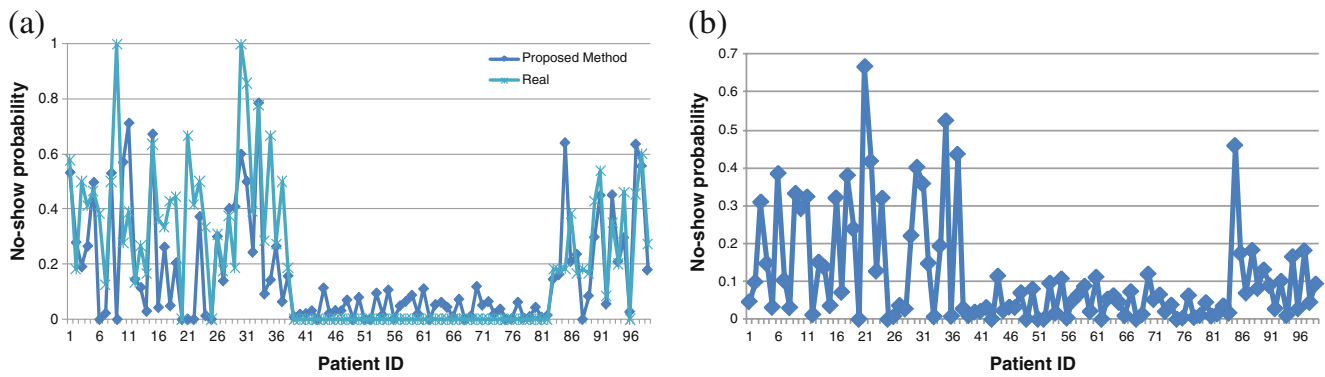 (a)
No-show probability
1
0.8
0.6
0.4
0.2
0
Proposed Method
Real
1 6 11 16 21 26 31 36 41 46 51 56 61 66 71 76 81 86 91 96
Patient ID
(b)
No-show probability
0.7
0.6
0.5
0.4
0.3
0.2
0.1
0
1 6 11 16 21 26 31 36 41 46 51 56 61 66 71 76 81 86 91 96
Patient ID